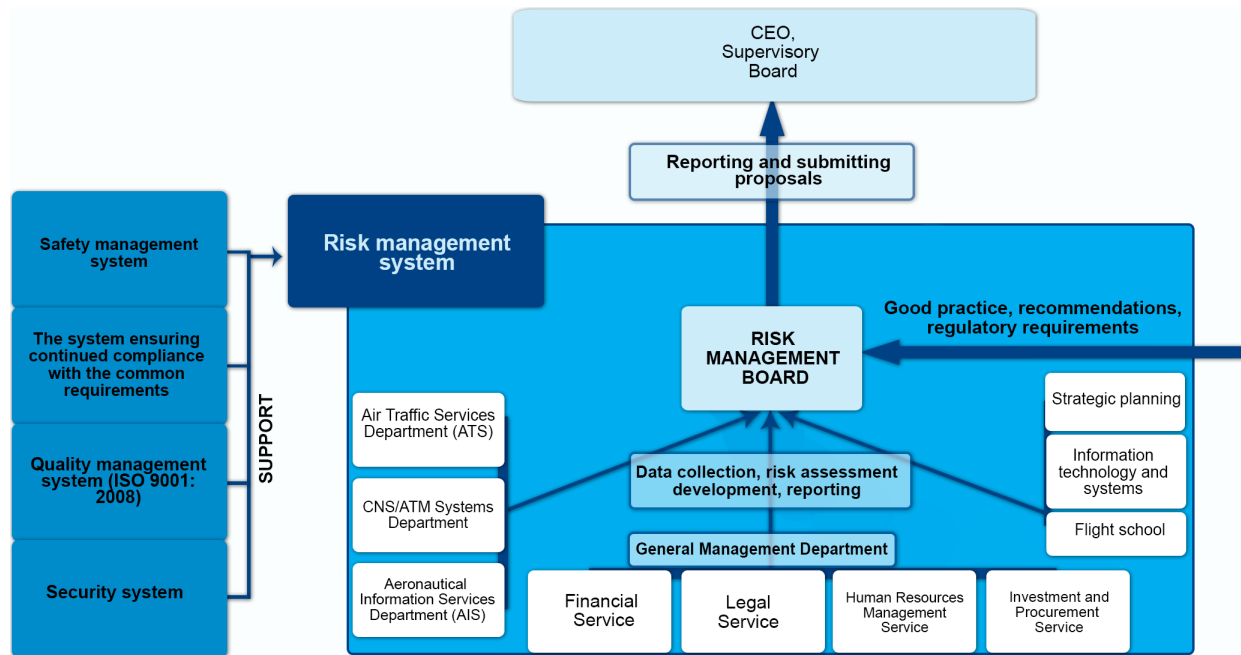 CEO,
Supervisory
Board
Reporting and submitting
proposals
Safety management
system
The system ensuring
continued compliance
with the common
requirements
Quality management
system (ISO 9001:
2008)
Security system
SUPPORT
Risk management
system
Good practice, recommendations,
regulatory requirements
RISK
MANAGEMENT
BOARD
Air Traffic Services
Department (ATS)
CNS/ATM Systems
Department
Aeronautical
Information Services
Department (AIS)
Data collection, risk assessment
development, reporting
Strategic planning
Information
technology and
systems
Flight school
General Management Department
Financial
Service
Legal
Service
Human Resources
Management
Service
Investment and
Procurement
Service